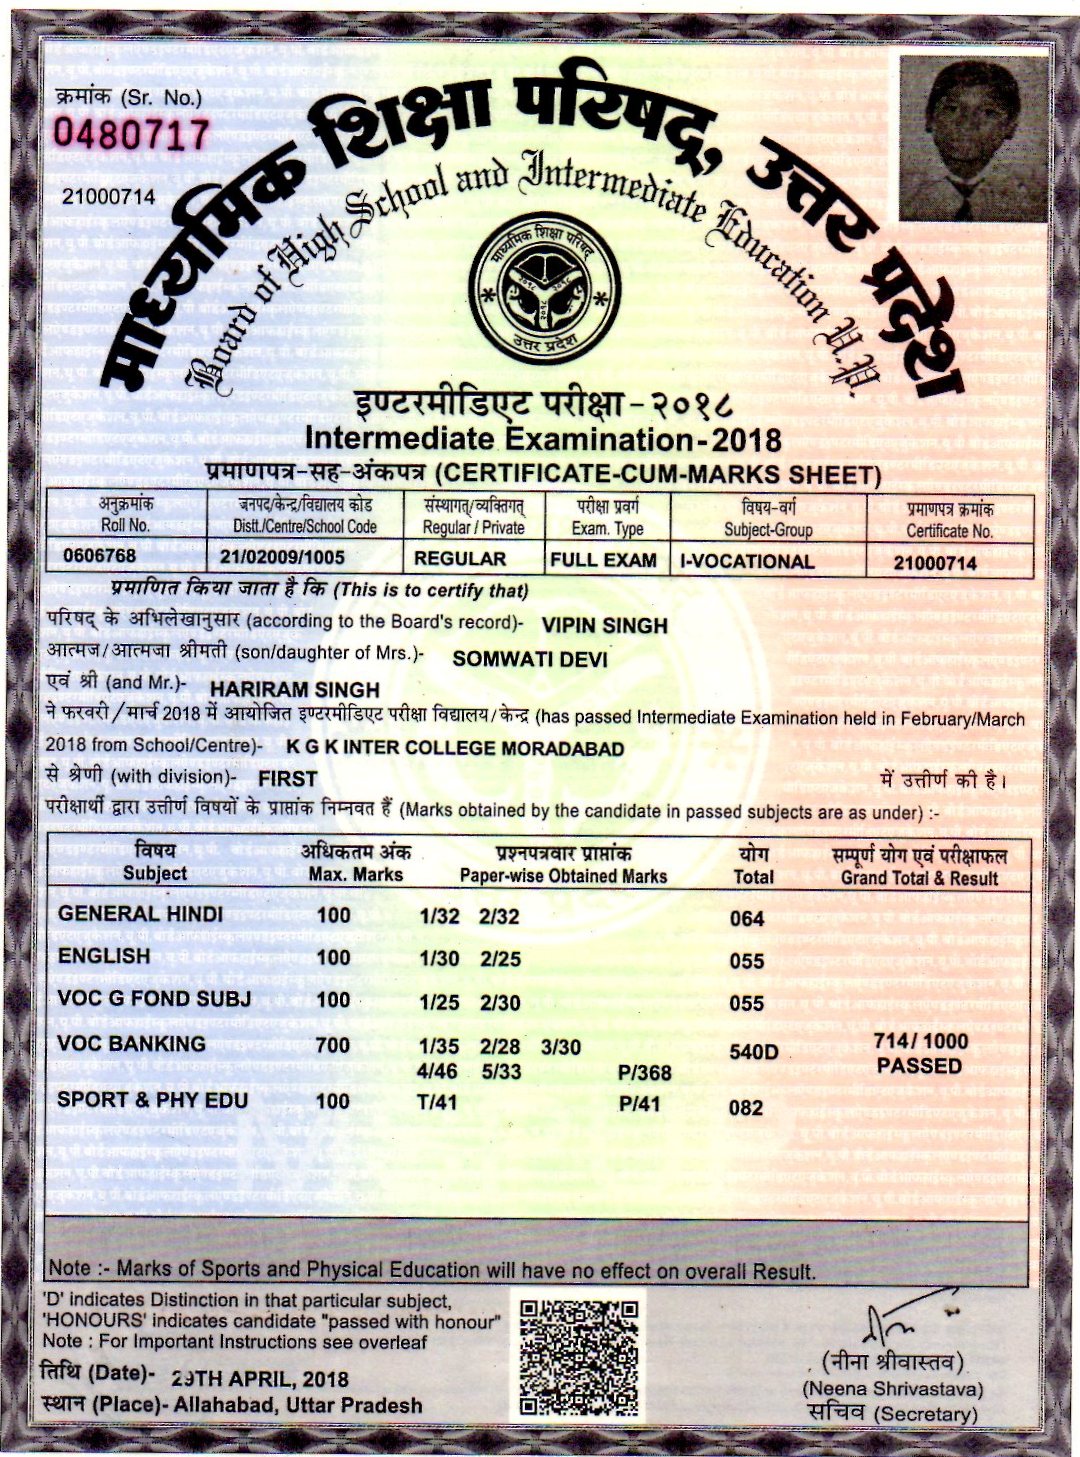 क्रमांक (Sr. No.)
0480717
21000714
माध्यमिक शिक्षा परिषद्, उत्तर प्रदेश
Board of High School and Intermediate Education U.P.
माध्यमिक शिक्षा परिषद्
२०१८
उत्तर प्रदेश
इण्टरमीडिएट परीक्षा - २०१८
Intermediate Examination - 2018
प्रमाणपत्र-सह-अंकपत्र (CERTIFICATE-CUM-MARKS SHEET)
अनुक्रमांक जनपद/केन्द्र/विद्यालय कोड संस्थागत्/व्यक्तिगत् परीक्षा प्रवर्ग विषय-वर्ग प्रमाणपत्र क्रमांक
Roll No. Distt./Centre/School Code Regular / Private Exam. Type Subject-Group Certificate No.
0606768 21/02009/1005 REGULAR FULL EXAM I-VOCATIONAL 21000714
प्रमाणित किया जाता है कि (This is to certify that)
परिषद् के अभिलेखानुसार (according to the Board's record)- VIPIN SINGH
आत्मज/आत्मजा श्रीमती (son/daughter of Mrs.)- SOMWATI DEVI
एवं श्री (and Mr.)- HARIRAM SINGH
ने फरवरी/मार्च 2018 में आयोजित इण्टरमीडिएट परीक्षा विद्यालय/केन्द्र (has passed Intermediate Examination held in February/March
2018 from School/Centre)- K G K INTER COLLEGE MORADABAD
से श्रेणी (with division)- FIRST में उत्तीर्ण की है।
परीक्षार्थी द्वारा उत्तीर्ण विषयों के प्राप्तांक निम्नवत हैं (Marks obtained by the candidate in passed subjects are as under) :-
विषय अधिकतम अंक प्रश्नपत्रवार प्राप्तांक योग सम्पूर्ण योग एवं परीक्षाफल
Subject Max. Marks Paper-wise Obtained Marks Total Grand Total & Result
GENERAL HINDI 100 1/32 2/32 064
ENGLISH 100 1/30 2/25 055
VOC G FOND SUBJ 100 1/25 2/30 055
VOC BANKING 700 1/35 2/28 3/30 540D 714/ 1000
4/46 5/33 P/368 PASSED
SPORT & PHY EDU 100 T/41 P/41 082
Note :- Marks of Sports and Physical Education will have no effect on overall Result.
'D' indicates Distinction in that particular subject,
'HONOURS' indicates candidate "passed with honour"
Note : For Important Instructions see overleaf
तिथि (Date)- 29TH APRIL, 2018
स्थान (Place)- Allahabad, Uttar Pradesh
(नीना श्रीवास्तव)
(Neena Shrivastava)
सचिव (Secretary)